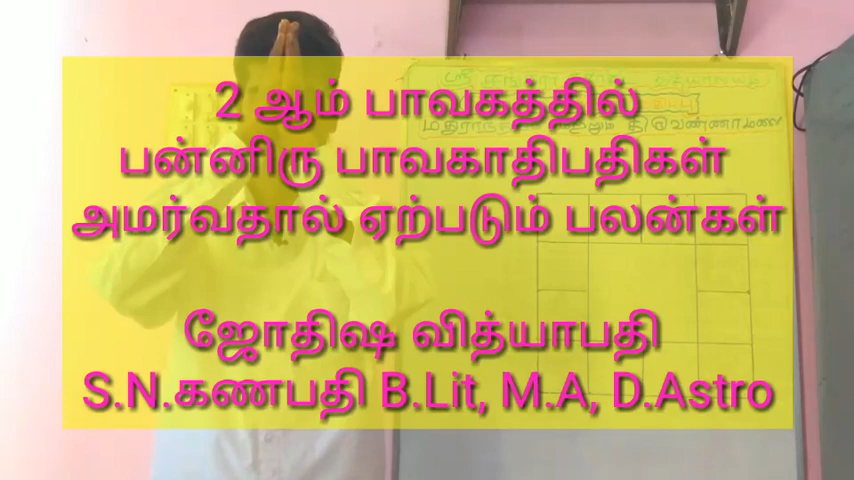 2 ஆம் பாவகத்தில்
பன்னிரு பாவகாதிபதிகள்
அமர்வதால் ஏற்படும் பலன்கள்
ஜோதிஷ வித்யாபதி
S.N.கணபதி B.Lit, M.A, D.Astro
ஸ்ரீ